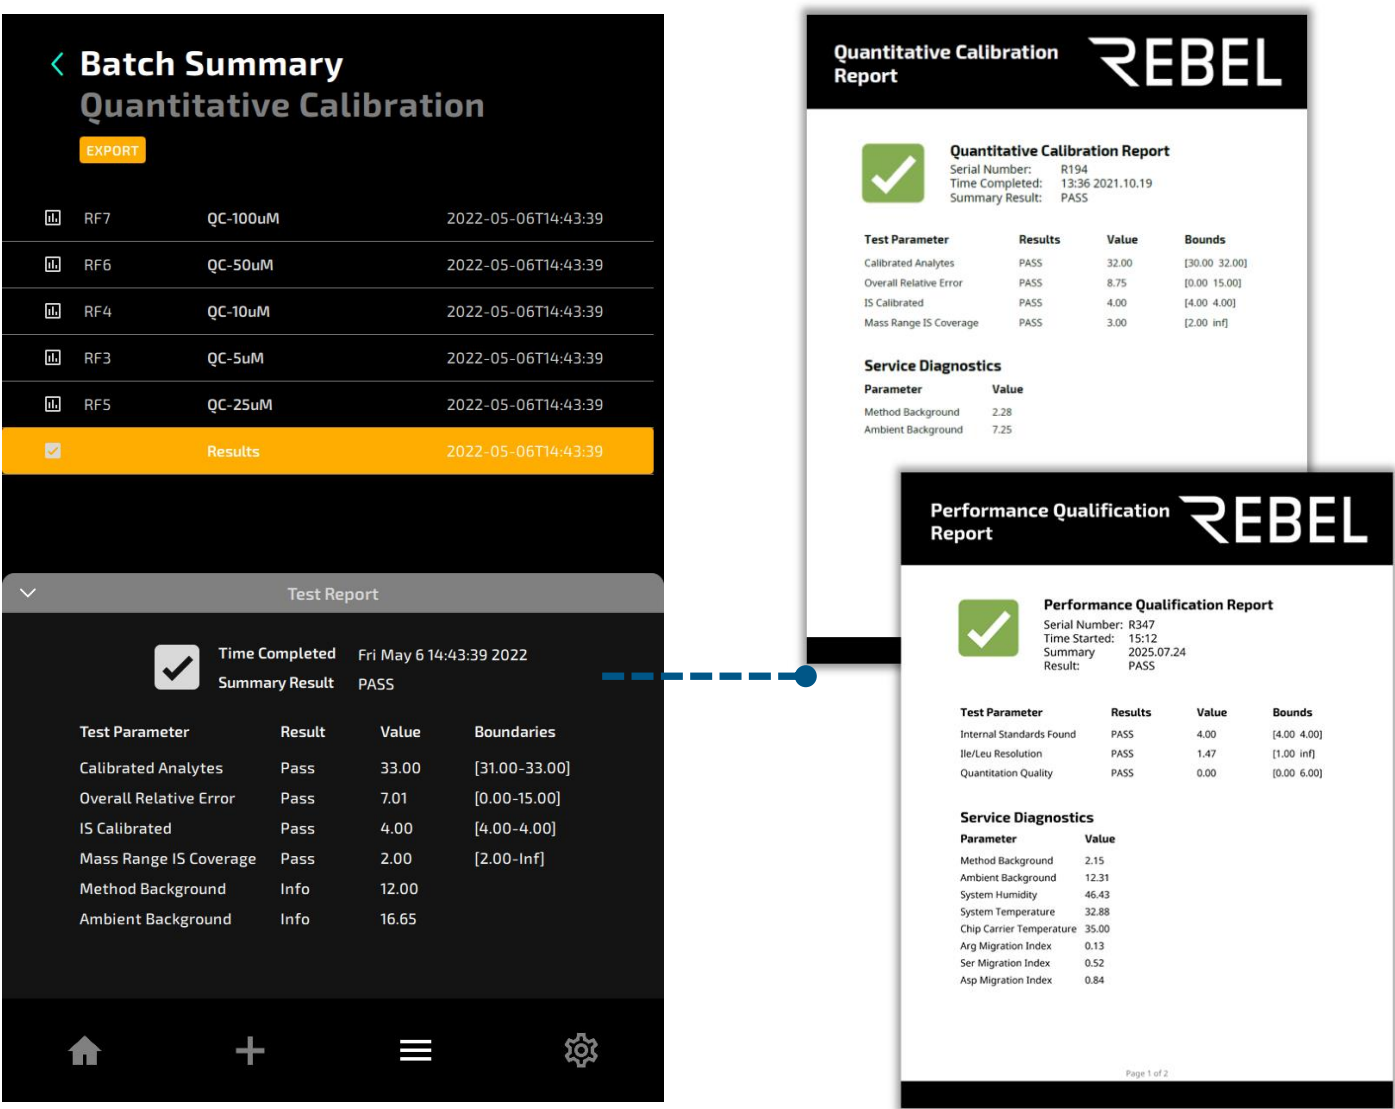 Batch Summary
Quantitative Calibration
EXPORT
RF7 QC-100uM 2022-05-06T14:43:39
RF6 QC-50uM 2022-05-06T14:43:39
RF4 QC-10uM 2022-05-06T14:43:39
RF3 QC-5uM 2022-05-06T14:43:39
RF5 QC-25uM 2022-05-06T14:43:39
Results 2022-05-06T14:43:39
Test Report
Time Completed Fri May 6 14:43:39 2022
Summary Result PASS
Test Parameter Result Value Boundaries
Calibrated Analytes Pass 33.00 [31.00-33.00]
Overall Relative Error Pass 7.01 [0.00-15.00]
IS Calibrated Pass 4.00 [4.00-4.00]
Mass Range IS Coverage Pass 2.00 [2.00-Inf]
Method Background Info 12.00
Ambient Background Info 16.65
Quantitative Calibration
Report
REBEL
Quantitative Calibration Report
Serial Number: R194
Time Completed: 13:36 2021.10.19
Summary Result: PASS
Test Parameter Results Value Bounds
Calibrated Analytes PASS 32.00 [30.00 32.00]
Overall Relative Error PASS 8.75 [0.00 15.00]
IS Calibrated PASS 4.00 [4.00 4.00]
Mass Range IS Coverage PASS 3.00 [2.00 inf]
Service Diagnostics
Parameter Value
Method Background 2.28
Ambient Background 7.25
Performance Qualification
Report
REBEL
Performance Qualification Report
Serial Number: R347
Time Started: 15:12
Summary 2025.07.24
Result: PASS
Test Parameter Results Value Bounds
Internal Standards Found PASS 4.00 [4.00 4.00]
Ile/Leu Resolution PASS 1.47 [1.00 inf]
Quantitation Quality PASS 0.00 [0.00 6.00]
Service Diagnostics
Parameter Value
Method Background 2.15
Ambient Background 12.31
System Humidity 46.43
System Temperature 32.88
Chip Carrier Temperature 35.00
Arg Migration Index 0.13
Ser Migration Index 0.52
Asp Migration Index 0.84
Page 1 of 2